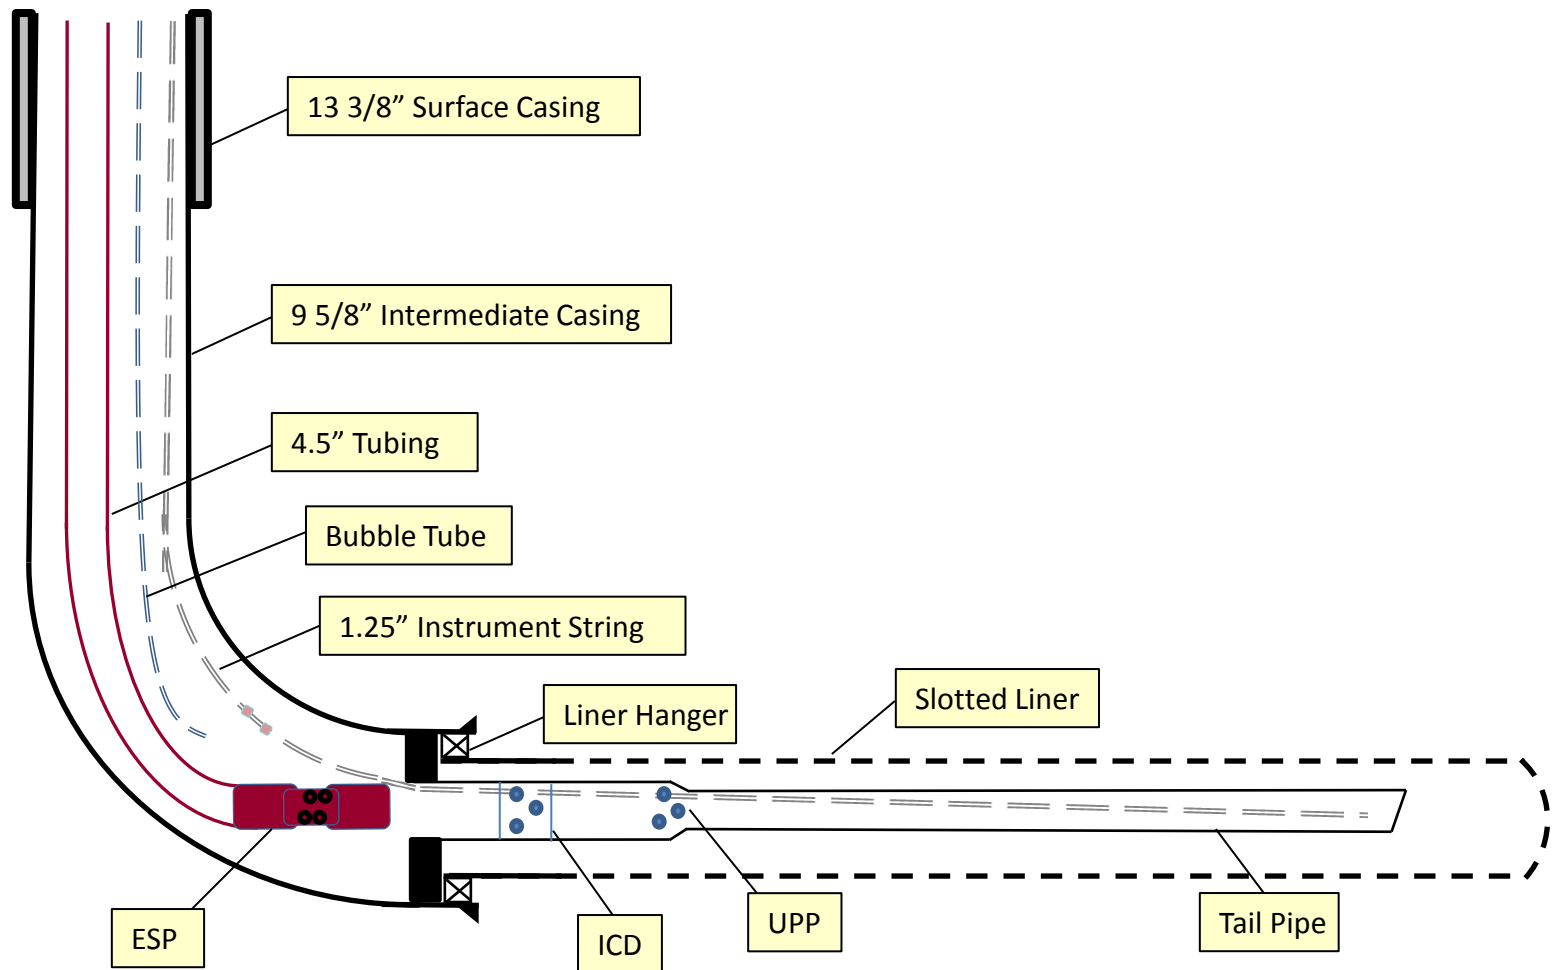 13 3/8” Surface Casing
9 5/8” Intermediate Casing
4.5” Tubing
Bubble Tube
1.25” Instrument String
Slotted Liner
Liner Hanger
UPP
Tail Pipe
ESP
ICD